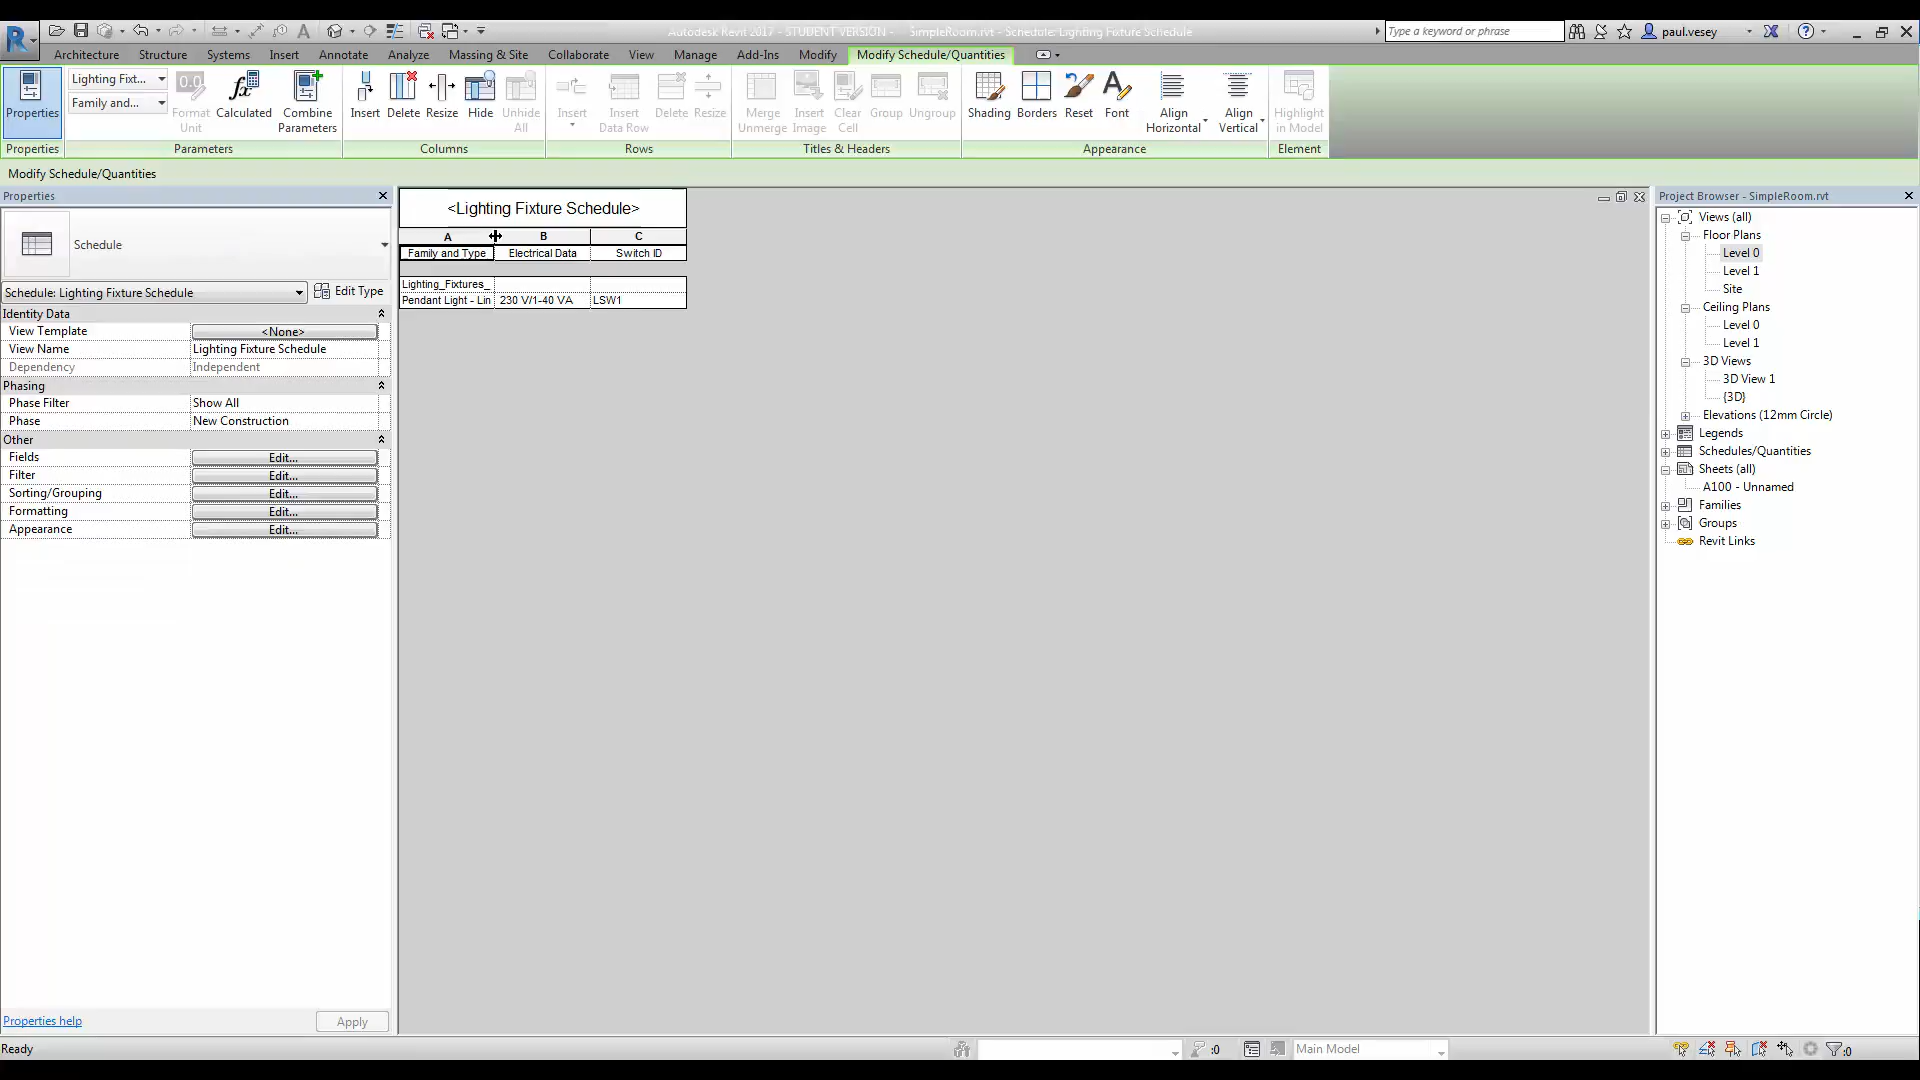 Autodesk Revit 2017 - STUDENT VERSION - SimpleRoom.rvt - Schedule: Lighting Fixture Schedule
Type a keyword or phrase
paul.vesey
Architecture Structure Systems Insert Annotate Analyze Massing & Site Collaborate View Manage Add-Ins Modify Modify Schedule/Quantities
Properties
Lighting Fixt...
Family and...
0.0
Format
Unit
fx
Calculated
Combine
Parameters
Insert
Delete
Resize
Hide
Unhide
All
Insert
Insert
Data Row
Delete
Resize
Merge
Unmerge
Insert
Image
Clear
Cell
Group
Ungroup
Shading
Borders
Reset
Font
Align
Horizontal
Align
Vertical
Highlight
in Model
Properties Parameters Columns Rows Titles & Headers Appearance Element
Modify Schedule/Quantities
Properties
Schedule
Schedule: Lighting Fixture Schedule
Edit Type
Identity Data
View Template <None>
View Name Lighting Fixture Schedule
Dependency Independent
Phasing
Phase Filter Show All
Phase New Construction
Other
Fields Edit...
Filter Edit...
Sorting/Grouping Edit...
Formatting Edit...
Appearance Edit...
Properties help
Apply
<Lighting Fixture Schedule>
A B C
Family and Type Electrical Data Switch ID
Lighting_Fixtures_
Pendant Light - Lin 230 V/1-40 VA LSW1
Project Browser - SimpleRoom.rvt
Views (all)
Floor Plans
Level 0
Level 1
Site
Ceiling Plans
Level 0
Level 1
3D Views
3D View 1
{3D}
Elevations (12mm Circle)
Legends
Schedules/Quantities
Sheets (all)
A100 - Unnamed
Families
Groups
Revit Links
Ready
:0
Main Model
:0